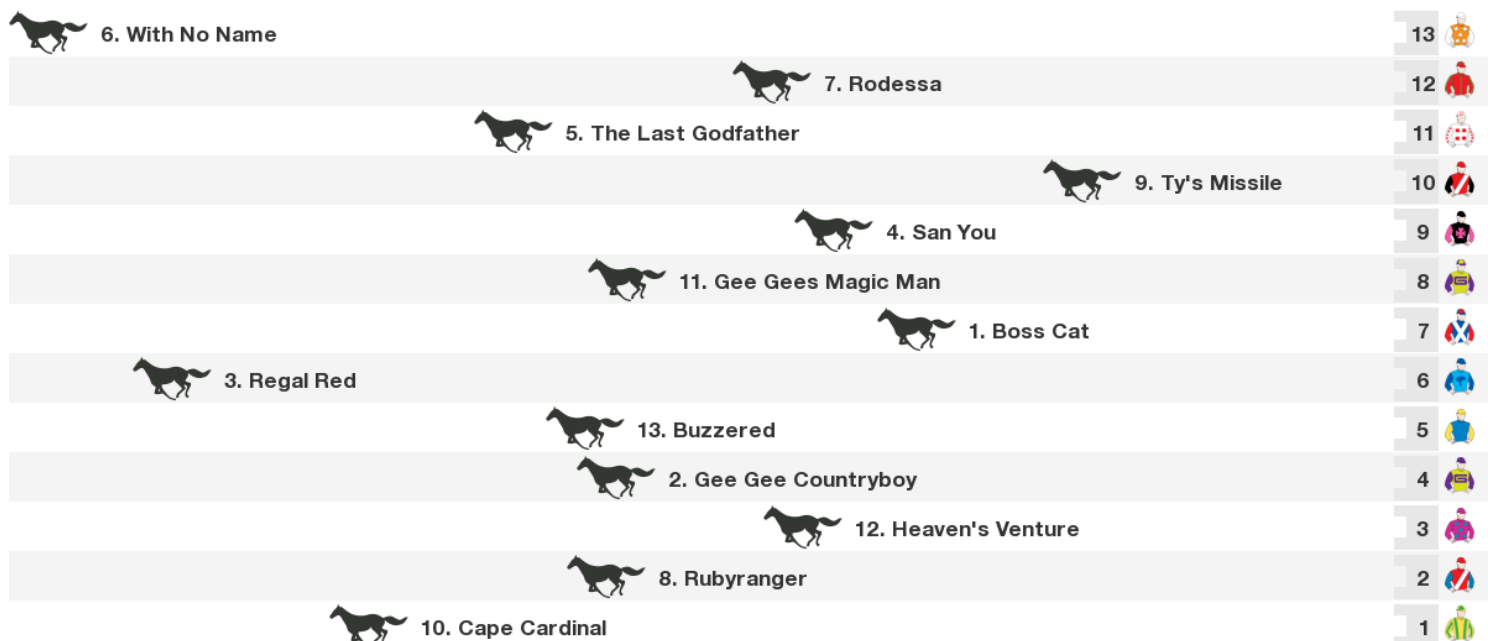 6. With No Name 13
7. Rodessa 12
5. The Last Godfather 11
9. Ty's Missile 10
4. San You 9
11. Gee Gees Magic Man 8
1. Boss Cat 7
3. Regal Red 6
13. Buzzered 5
2. Gee Gee Countryboy 4
12. Heaven's Venture 3
8. Rubyranger 2
10. Cape Cardinal 1